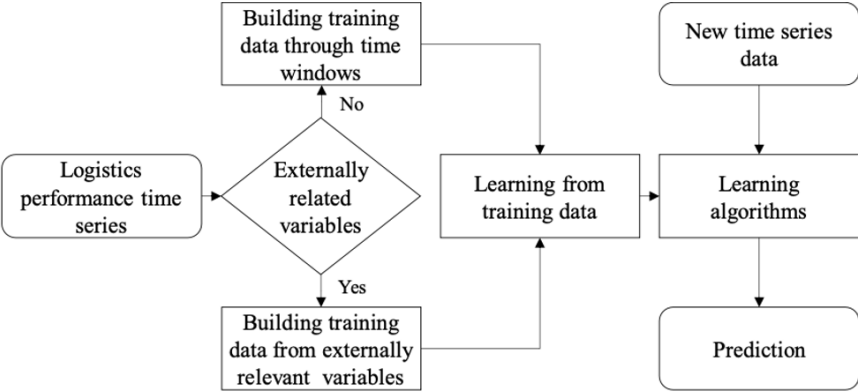 Building training
data through time
windows
New time series
data
No
Logistics
performance time
series
Externally
related
variables
Learning from
training data
Learning
algorithms
Yes
Building training
data from externally
relevant variables
Prediction